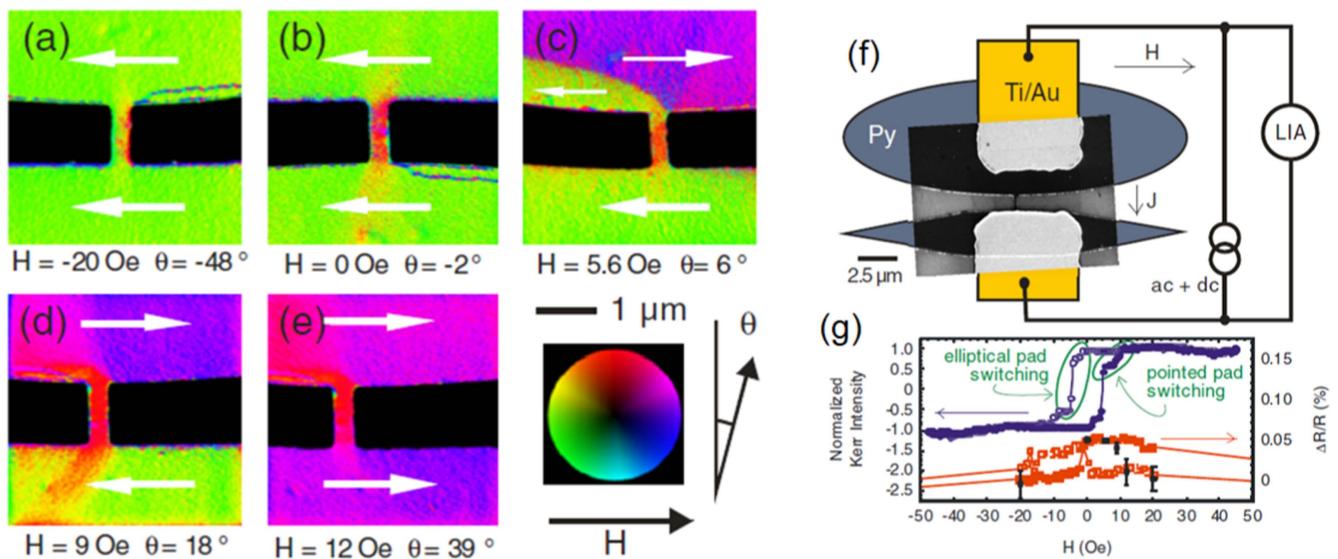 (a)
(b)
(c)
H = -20 Oe θ= -48 °
H = 0 Oe θ= -2°
H = 5.6 Oe θ= 6°
(d)
(e)
1 µm
θ
H
H = 9 Oe θ= 18 °
H = 12 Oe θ= 39 °
(f)
Ti/Au
H
Py
LIA
J
2.5 µm
ac + dc
(g)
Normalized
Kerr Intensity
1.0
0.5
0
-0.5
-1.0
-1.5
-2.0
-2.5
elliptical pad
switching
pointed pad
switching
0.15
0.10
0.05
0
ΔR/R (%)
-50
-40
-30
-20
-10
0
10
20
30
40
50
H (Oe)